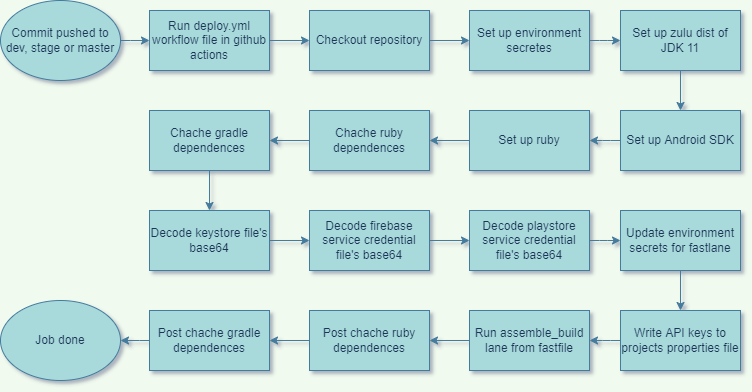 Commit pushed to
dev, stage or master
Run deploy.yml
workflow file in github
actions
Checkout repository
Set up environment
secretes
Set up zulu dist of
JDK 11
Set up Android SDK
Set up ruby
Chache ruby
dependences
Chache gradle
dependences
Decode keystore file's
base64
Decode firebase
service credential
file's base64
Decode playstore
service credential
file's base64
Update environment
secrets for fastlane
Write API keys to
projects properties file
Run assemble_build
lane from fastfile
Post chache ruby
dependences
Post chache gradle
dependences
Job done